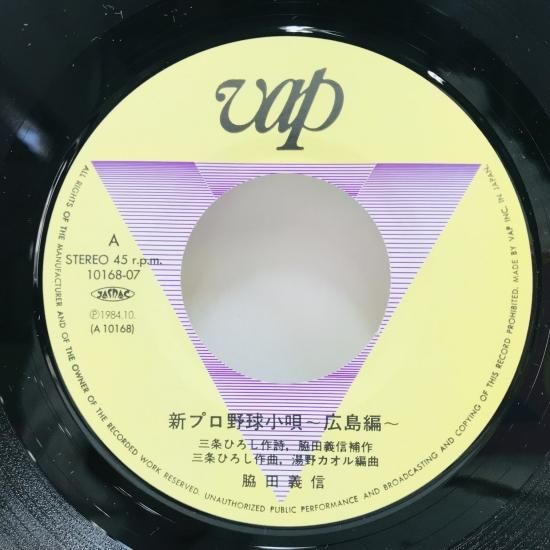 vap
A
STEREO 45 r.p.m.
10168-07
JASRAC
Ⓟ1984.10.
(A 10168)
新プロ野球小唄～広島編～
三条ひろし作詩，脇田義信補作
三条ひろし作曲，湯野カオル編曲
脇田義信
ALL RIGHTS OF THE MANUFACTURER AND OF THE OWNER OF THE RECORDED WORK RESERVED. UNAUTHORIZED PUBLIC PERFORMANCE AND BROADCASTING AND COPYING OF THIS RECORD PROHIBITED. MADE BY VAP INC. IN JAPAN.